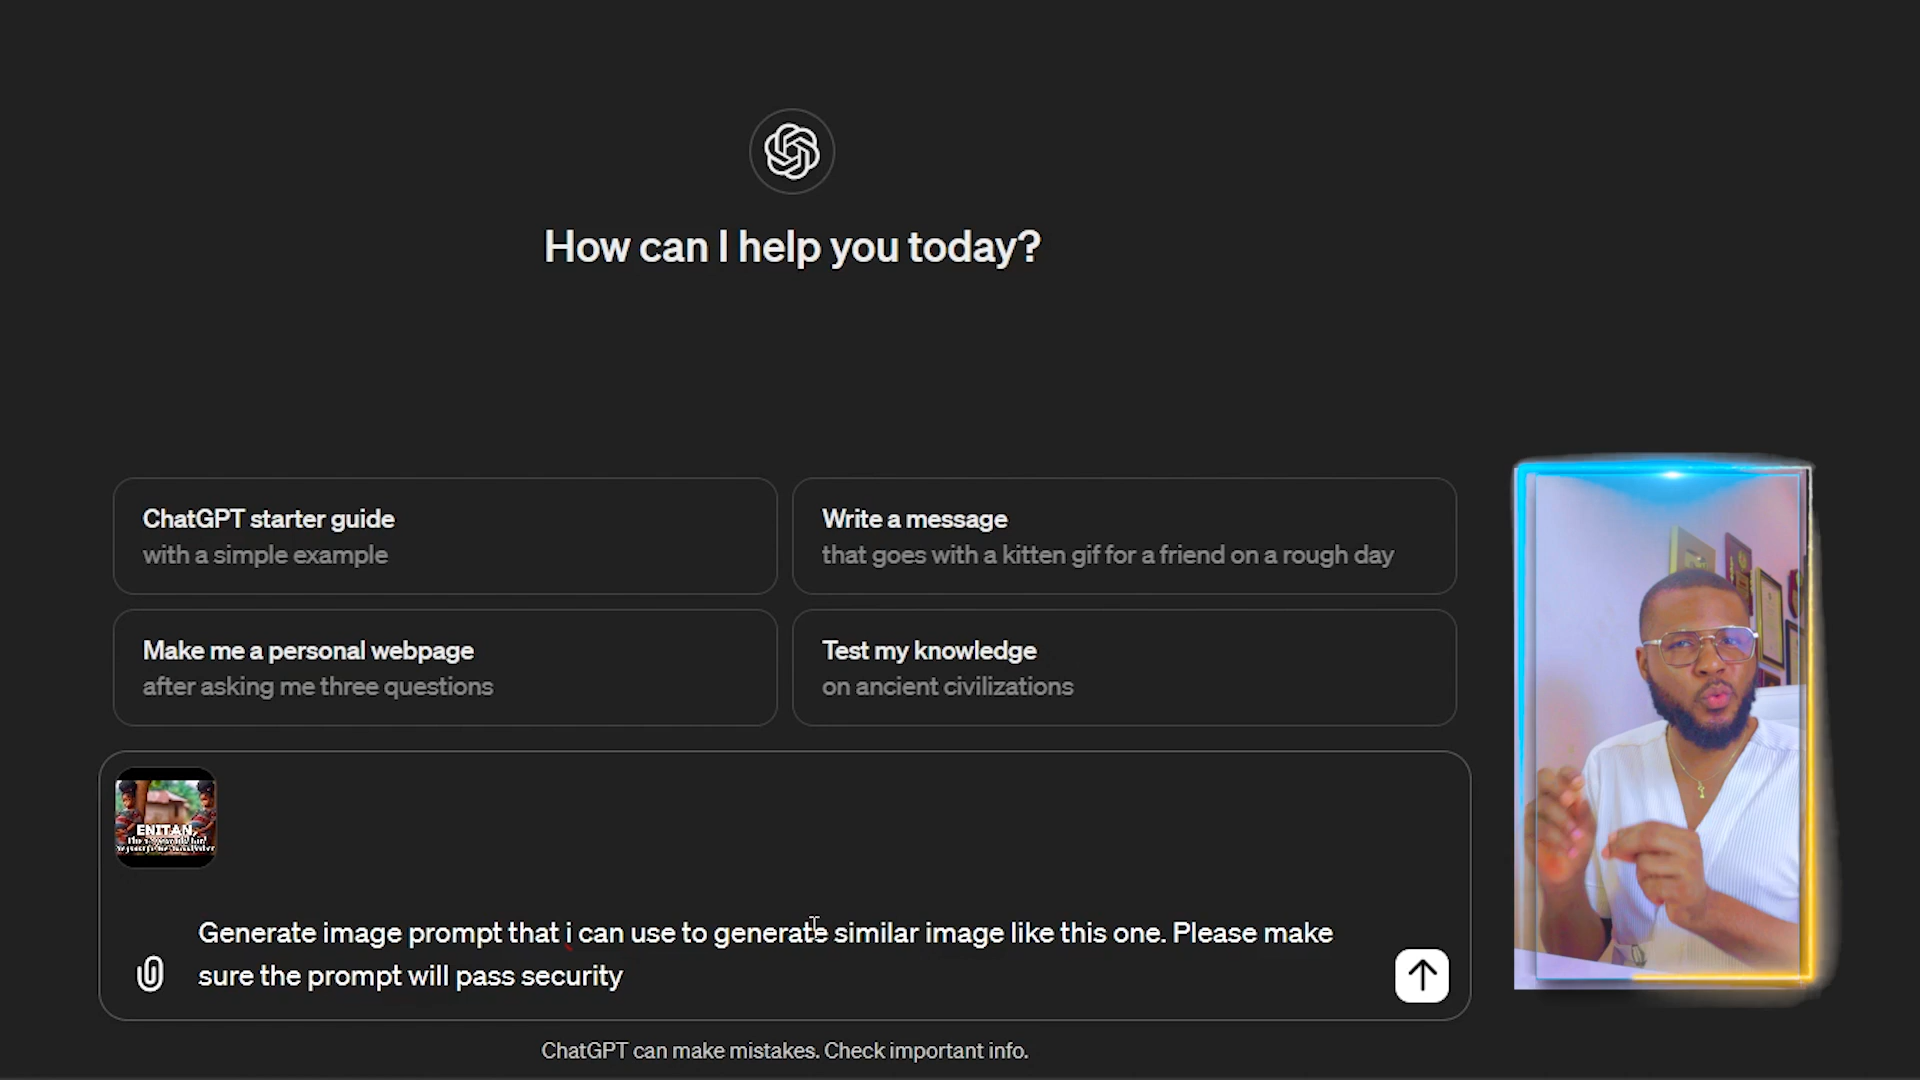 How can I help you today?
ChatGPT starter guide
with a simple example
Write a message
that goes with a kitten gif for a friend on a rough day
Make me a personal webpage
after asking me three questions
Test my knowledge
on ancient civilizations
ENITAN,
Generate image prompt that i can use to generate similar image like this one. Please make
sure the prompt will pass security
ChatGPT can make mistakes. Check important info.